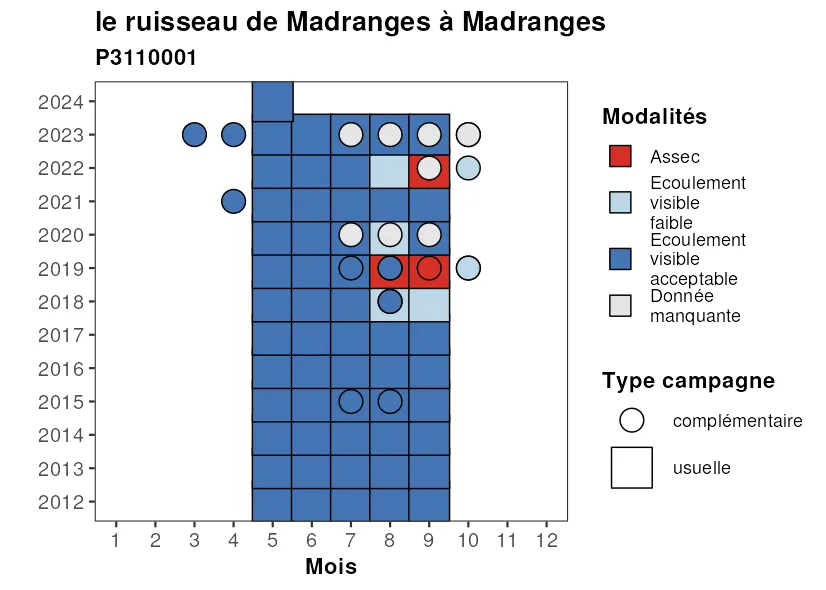 le ruisseau de Madranges à Madranges
P3110001
2024
2023
2022
2021
2020
2019
2018
2017
2016
2015
2014
2013
2012
1 2 3 4 5 6 7 8 9 10 11 12
Mois
Modalités
Assec
Ecoulement
visible
faible
Ecoulement
visible
acceptable
Donnée
manquante
Type campagne
complémentaire
usuelle